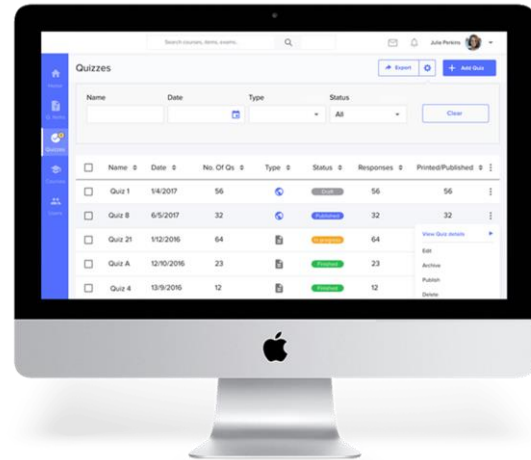 Search courses, items, exams..
Julie Perkins
Quizzes
Export
+ Add Quiz
Name Date Type Status
All
Clear
Home
Quizzes
Courses
Users
Name Date No. Of Qs Type Status Responses Printed/Published
Quiz 1 1/4/2017 56 Draft 56 56
Quiz 8 6/5/2017 32 Published 32 32
Quiz 21 1/12/2016 64 In progress 64
Quiz A 12/10/2016 23 Finished 23
Quiz 4 13/9/2016 12 Finished 12
View Quiz details
Edit
Archive
Publish
Delete